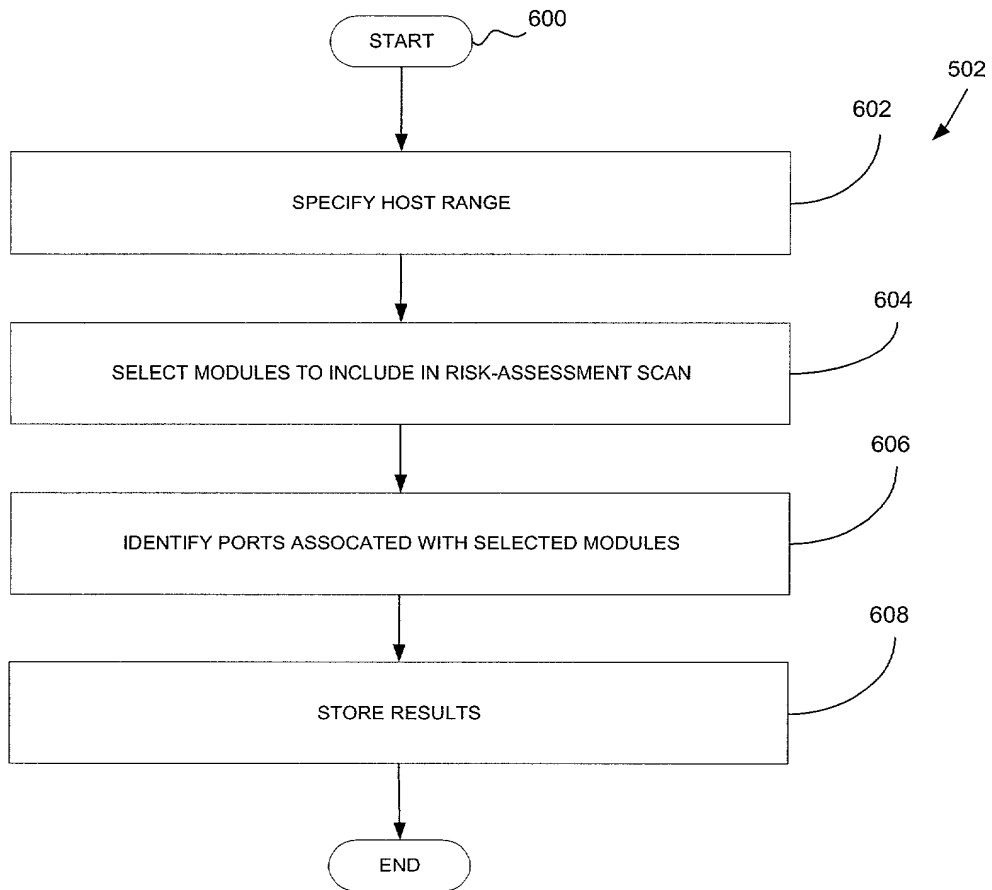 START
600
502
602
SPECIFY HOST RANGE
604
SELECT MODULES TO INCLUDE IN RISK-ASSESSMENT SCAN
606
IDENTIFY PORTS ASSOCATED WITH SELECTED MODULES
608
STORE RESULTS
END